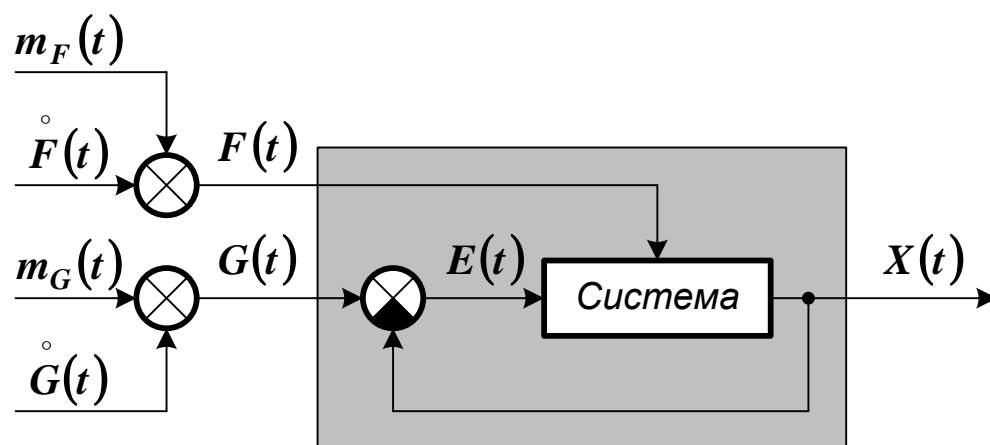 m_F(t)
F̊(t)
F(t)
m_G(t)
G(t)
E(t)
Система
X(t)
G̊(t)